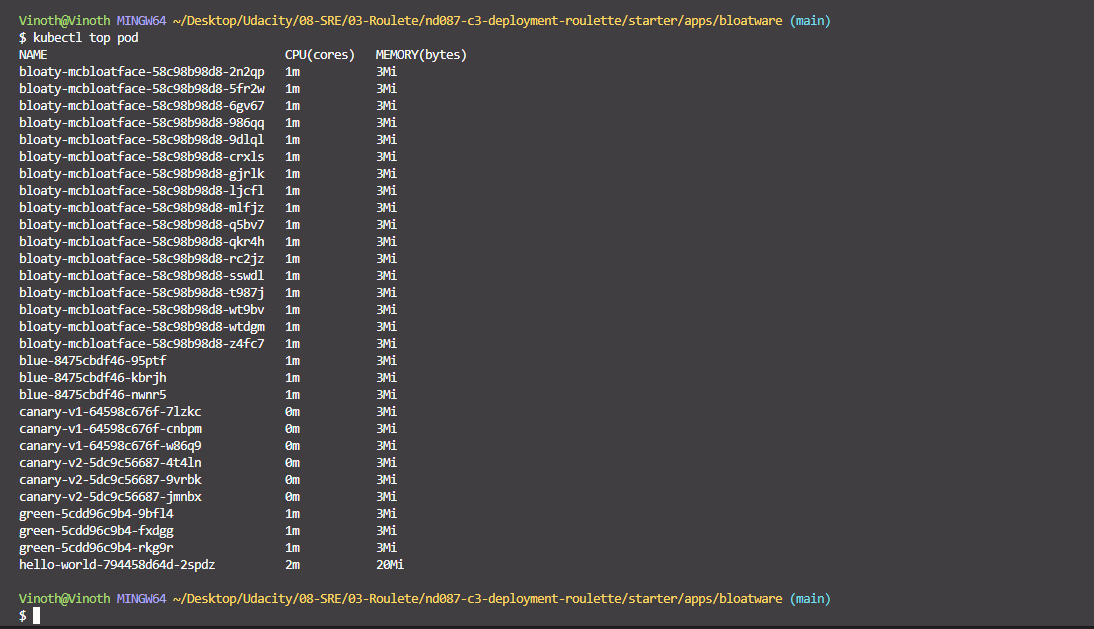 Vinoth@Vinoth MINGW64 ~/Desktop/Udacity/08-SRE/03-Roulete/nd087-c3-deployment-roulette/starter/apps/bloatware (main)
$ kubectl top pod
NAME CPU(cores) MEMORY(bytes)
bloaty-mcbloatface-58c98b98d8-2n2qp 1m 3Mi
bloaty-mcbloatface-58c98b98d8-5fr2w 1m 3Mi
bloaty-mcbloatface-58c98b98d8-6gv67 1m 3Mi
bloaty-mcbloatface-58c98b98d8-986qq 1m 3Mi
bloaty-mcbloatface-58c98b98d8-9dlql 1m 3Mi
bloaty-mcbloatface-58c98b98d8-crxls 1m 3Mi
bloaty-mcbloatface-58c98b98d8-gjrlk 1m 3Mi
bloaty-mcbloatface-58c98b98d8-ljcfl 1m 3Mi
bloaty-mcbloatface-58c98b98d8-mlfjz 1m 3Mi
bloaty-mcbloatface-58c98b98d8-q5bv7 1m 3Mi
bloaty-mcbloatface-58c98b98d8-qkr4h 1m 3Mi
bloaty-mcbloatface-58c98b98d8-rc2jz 1m 3Mi
bloaty-mcbloatface-58c98b98d8-sswdl 1m 3Mi
bloaty-mcbloatface-58c98b98d8-t987j 1m 3Mi
bloaty-mcbloatface-58c98b98d8-wt9bv 1m 3Mi
bloaty-mcbloatface-58c98b98d8-wtdgm 1m 3Mi
bloaty-mcbloatface-58c98b98d8-z4fc7 1m 3Mi
blue-8475cbdf46-95ptf 1m 3Mi
blue-8475cbdf46-kbrjh 1m 3Mi
blue-8475cbdf46-nwnr5 1m 3Mi
canary-v1-64598c676f-7lzkc 0m 3Mi
canary-v1-64598c676f-cnbpm 0m 3Mi
canary-v1-64598c676f-w86q9 0m 3Mi
canary-v2-5dc9c56687-4t4ln 0m 3Mi
canary-v2-5dc9c56687-9vrbk 0m 3Mi
canary-v2-5dc9c56687-jmnbx 0m 3Mi
green-5cdd96c9b4-9bfl4 1m 3Mi
green-5cdd96c9b4-fxdgg 1m 3Mi
green-5cdd96c9b4-rkg9r 1m 3Mi
hello-world-794458d64d-2spdz 2m 20Mi
Vinoth@Vinoth MINGW64 ~/Desktop/Udacity/08-SRE/03-Roulete/nd087-c3-deployment-roulette/starter/apps/bloatware (main)
$